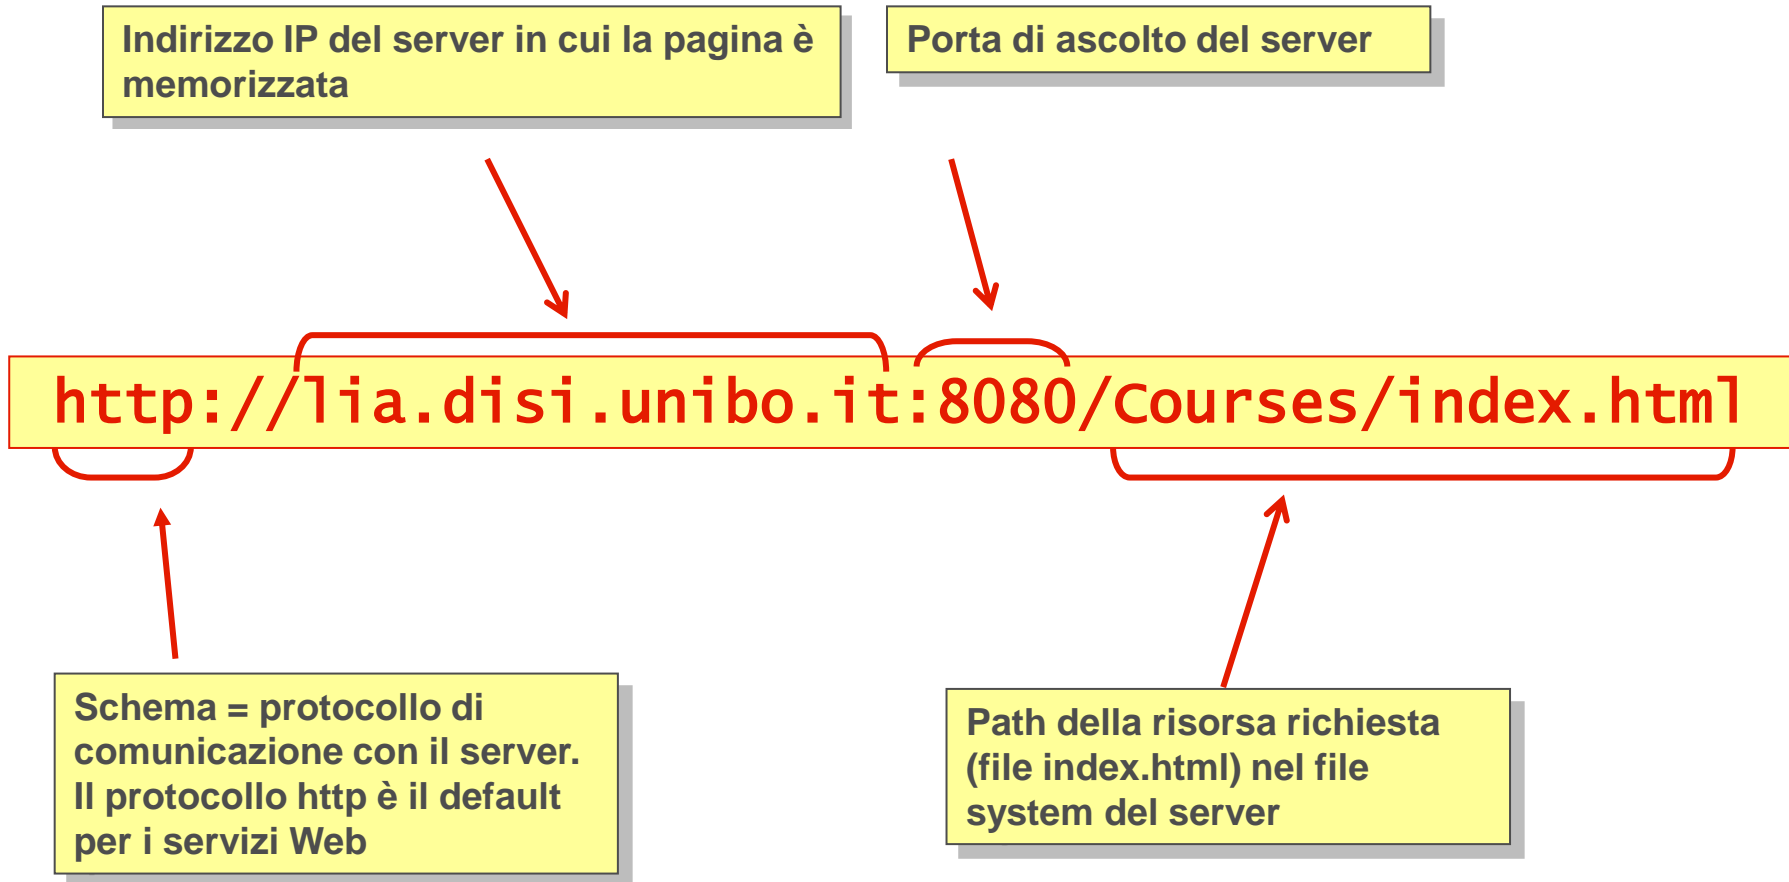 Indirizzo IP del server in cui la pagina è
memorizzata
Porta di ascolto del server
http://lia.disi.unibo.it:8080/Courses/index.html
Schema = protocollo di
comunicazione con il server.
Il protocollo http è il default
per i servizi Web
Path della risorsa richiesta
(file index.html) nel file
system del server